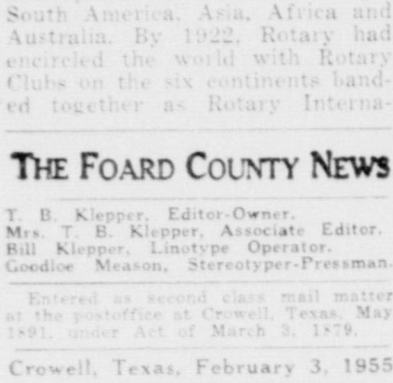 South America, Asia, Africa and
Australia. By 1922, Rotary had
encircled the world with Rotary
Clubs on the six continents band-
ed together as Rotary Interna-
THE FOARD COUNTY NEWS
T. B. Klepper, Editor-Owner.
Mrs. T. B. Klepper, Associate Editor.
Bill Klepper, Linotype Operator.
Goodloe Meason, Stereotyper-Pressman.
Entered as second class mail matter
at the postoffice at Crowell, Texas, May
1891, under Act of March 3, 1879.
Crowell, Texas, February 3, 1955